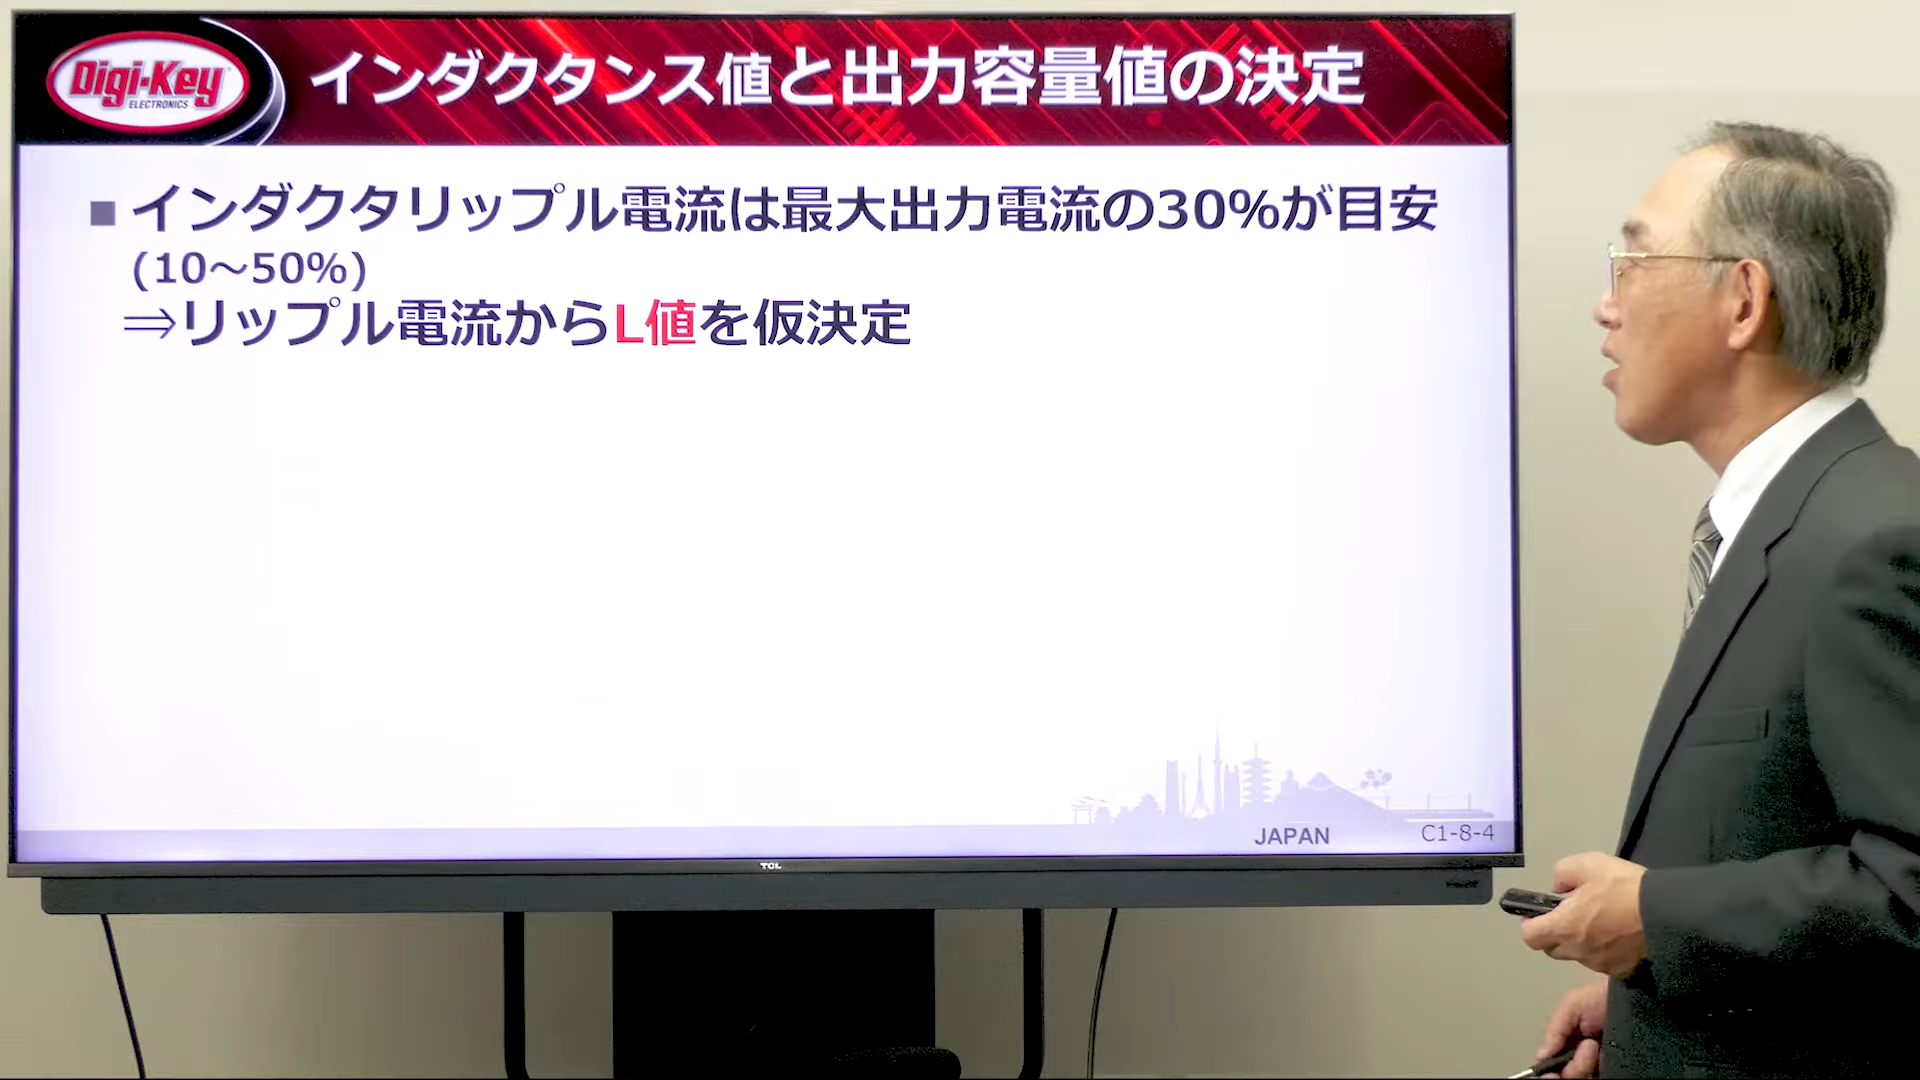 Digi-Key
ELECTRONICS
インダクタンス値と出力容量値の決定
■インダクタリップル電流は最大出力電流の30%が目安
(10～50%)
⇒リップル電流からL値を仮決定
JAPAN
C1-8-4
TCL